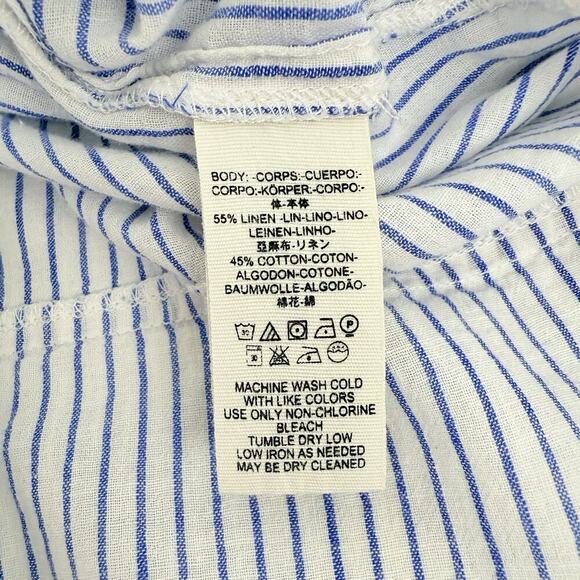 BODY:-CORPS:-CUERPO:-
CORPO:-KÖRPER:-CORPO:-
体-本体
55% LINEN -LIN-LINO-LINO-
LEINEN-LINHO-
亞麻布-リネン
45% COTTON-COTON-
ALGODON-COTONE-
BAUMWOLLE-ALGODÃO-
綿花-綿
P
MACHINE WASH COLD
WITH LIKE COLORS
USE ONLY NON-CHLORINE
BLEACH
TUMBLE DRY LOW
LOW IRON AS NEEDED
MAY BE DRY CLEANED